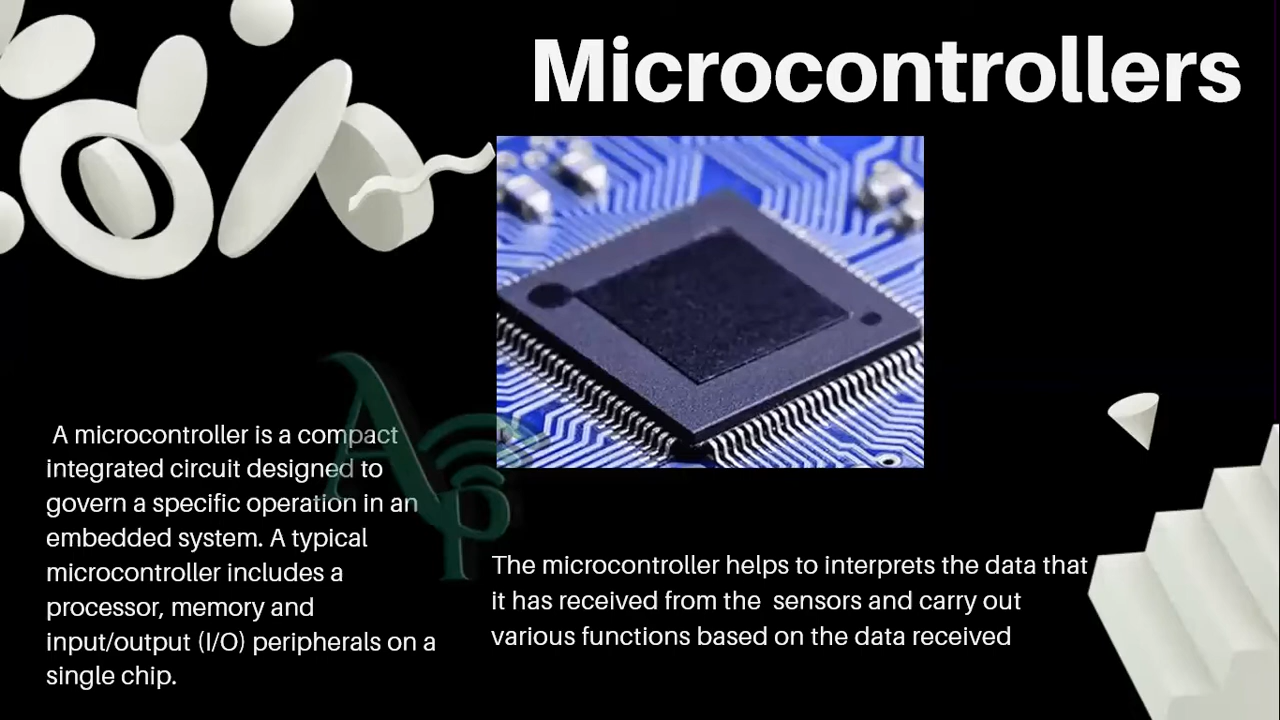 Microcontrollers
A microcontroller is a compact
integrated circuit designed to
govern a specific operation in an
embedded system. A typical
microcontroller includes a
processor, memory and
input/output (I/O) peripherals on a
single chip.
Ap
The microcontroller helps to interprets the data that
it has received from the  sensors and carry out
various functions based on the data received